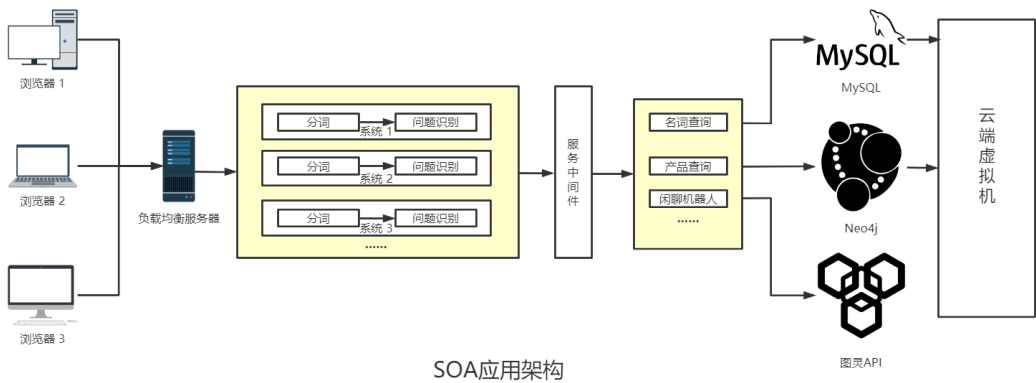 浏览器 1
浏览器 2
浏览器 3
负载均衡服务器
分词
问题识别
系统 1
分词
问题识别
系统 2
分词
问题识别
系统 3
······
服务中间件
名词查询
产品查询
闲聊机器人
······
MySQL
MySQL
Neo4j
图灵API
云端虚拟机
SOA应用架构